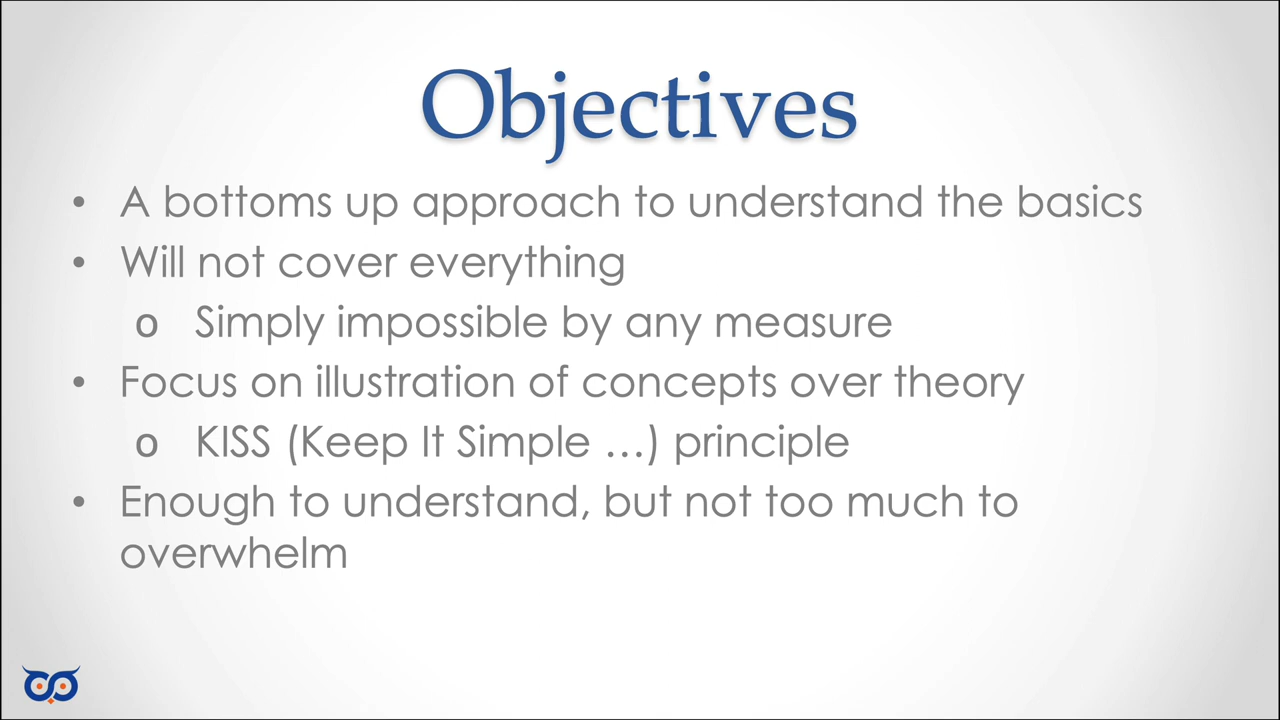 Objectives
• A bottoms up approach to understand the basics
• Will not cover everything
o Simply impossible by any measure
• Focus on illustration of concepts over theory
o KISS (Keep It Simple …) principle
• Enough to understand, but not too much to
overwhelm